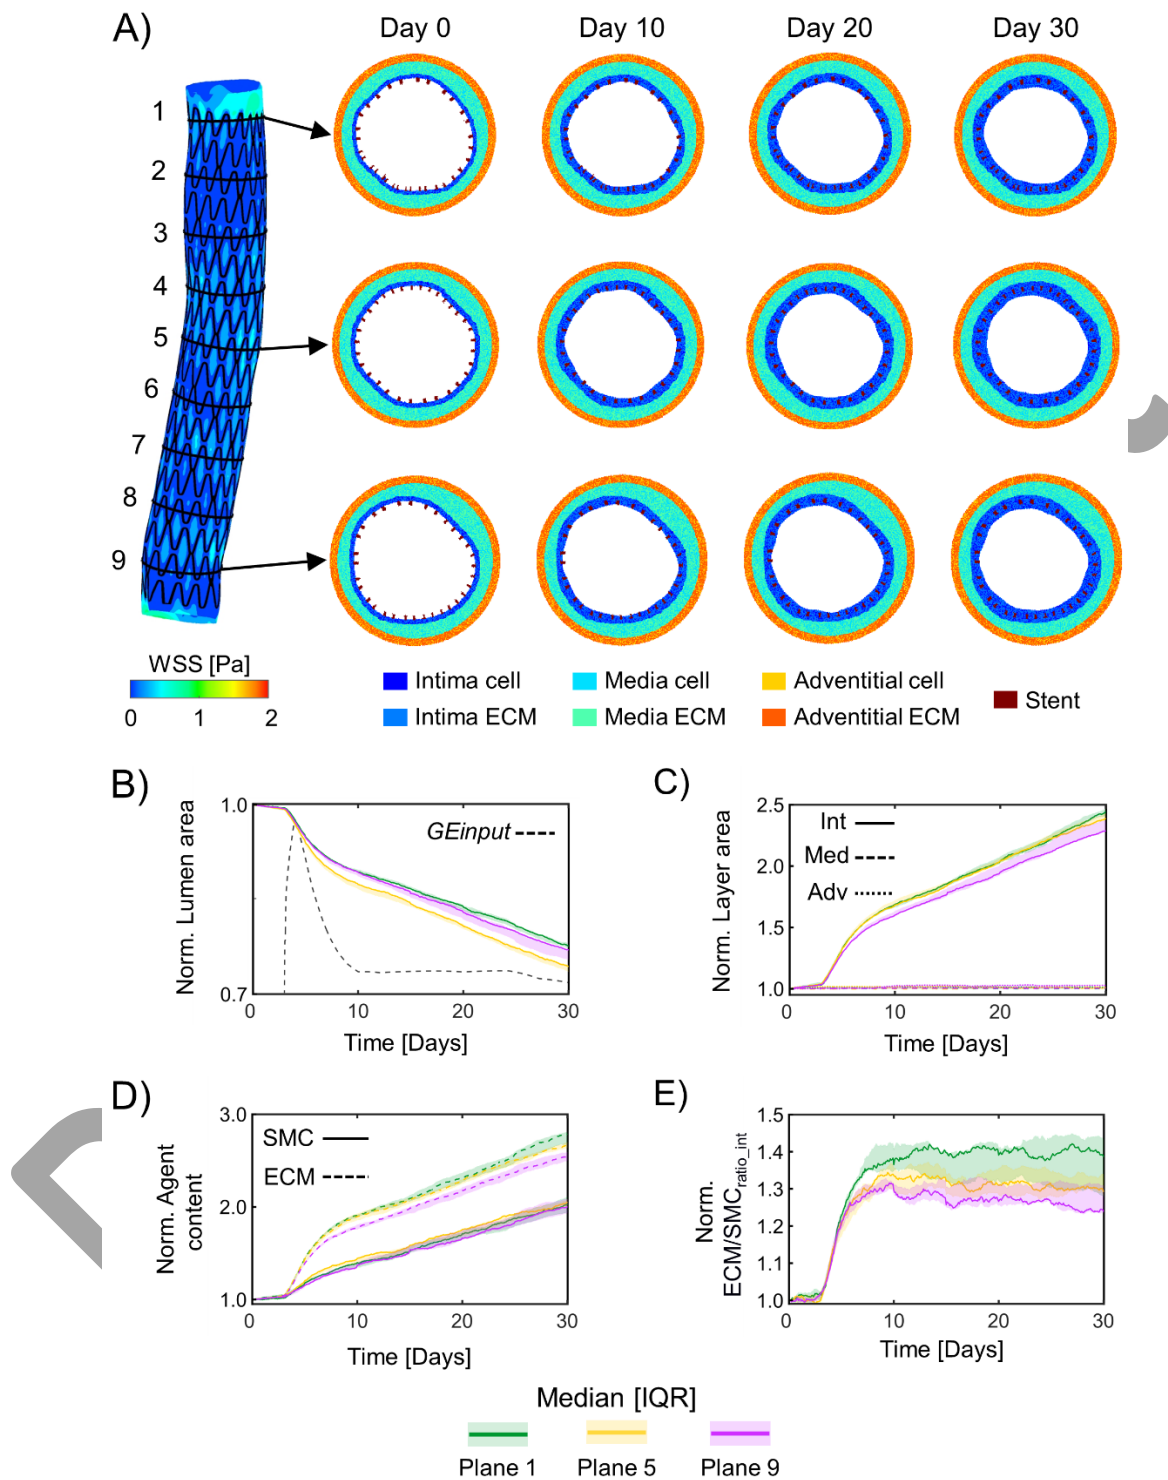 A)
Day 0 Day 10 Day 20 Day 30
1
2
3
4
5
6
7
8
9
WSS [Pa]
0 1 2
Intima cell Media cell Adventitial cell
Intima ECM Media ECM Adventitial ECM
Stent
B)
Norm. Lumen area
1.0
0.7
GEinput
0 10 20 30
Time [Days]
C)
Norm. Layer area
2.5
2.0
1.5
1.0
Int
Med
Adv
0 10 20 30
Time [Days]
D)
Norm. Agent
content
3.0
2.0
1.0
SMC
ECM
0 10 20 30
Time [Days]
E)
Norm.
ECM/SMCratio_int
1.5
1.4
1.3
1.2
1.1
1.0
0 10 20 30
Time [Days]
Median [IQR]
Plane 1 Plane 5 Plane 9